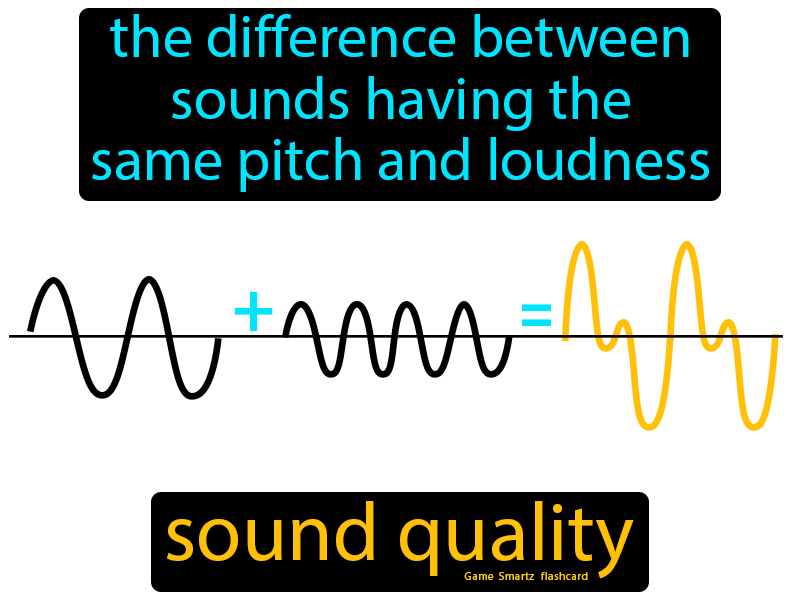 the difference between
sounds having the
same pitch and loudness
+
=
sound quality
Game Smartz flashcard